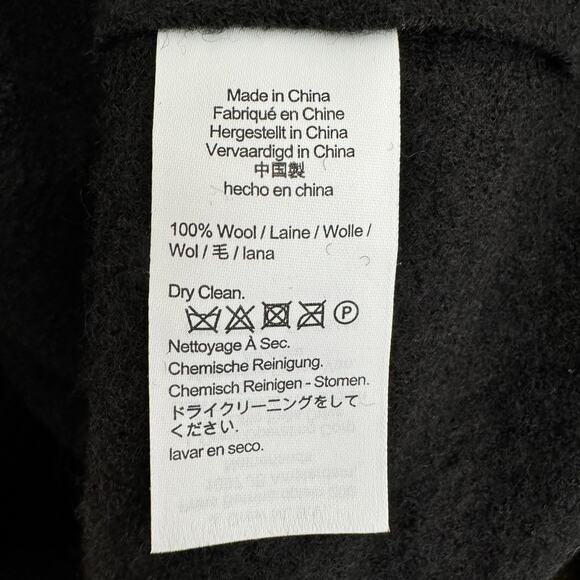 Made in China
Fabriqué en Chine
Hergestellt in China
Vervaardigd in China
中国製
hecho en china
100% Wool / Laine / Wolle /
Wol / 毛 / lana
Dry Clean.
P
Nettoyage À Sec.
Chemische Reinigung.
Chemisch Reinigen - Stomen.
ドライクリーニングをして
ください.
lavar en seco.